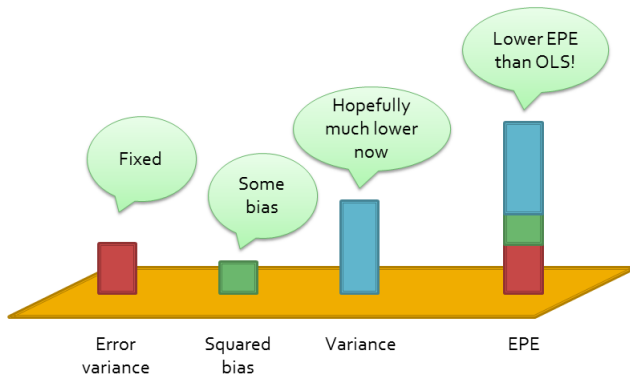 Lower EPE
than OLS!
Hopefully
much lower
now
Fixed
Some
bias
Error
variance
Squared
bias
Variance
EPE